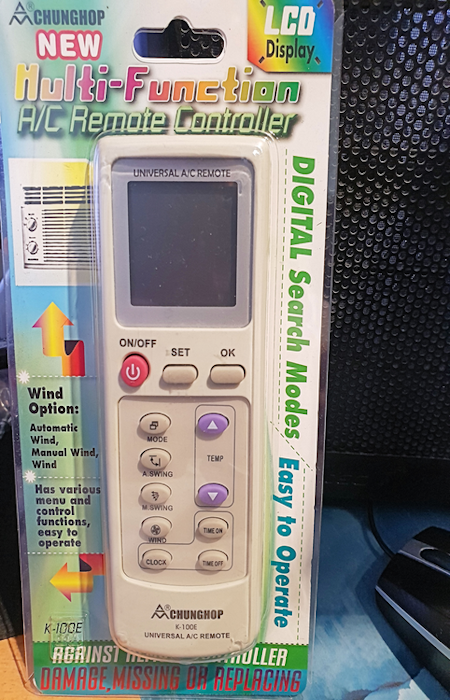 CHUNGHOP
NEW
LCD
Display
Multi-Function
A/C Remote Controller
UNIVERSAL A/C REMOTE
DIGITAL Search Modes
Easy to Operate
ON/OFF
SET
OK
Wind
Option:
Automatic
Wind,
Manual Wind,
Wind
Has various
menu and
control
functions,
easy to
operate
MODE
TEMP
A.SWING
M.SWING
WIND
TIME ON
CLOCK
TIME OFF
CHUNGHOP
K-100E
UNIVERSAL A/C REMOTE
K-100E
AGAINST CONTROLLER
DAMAGE,MISSING OR REPLACING